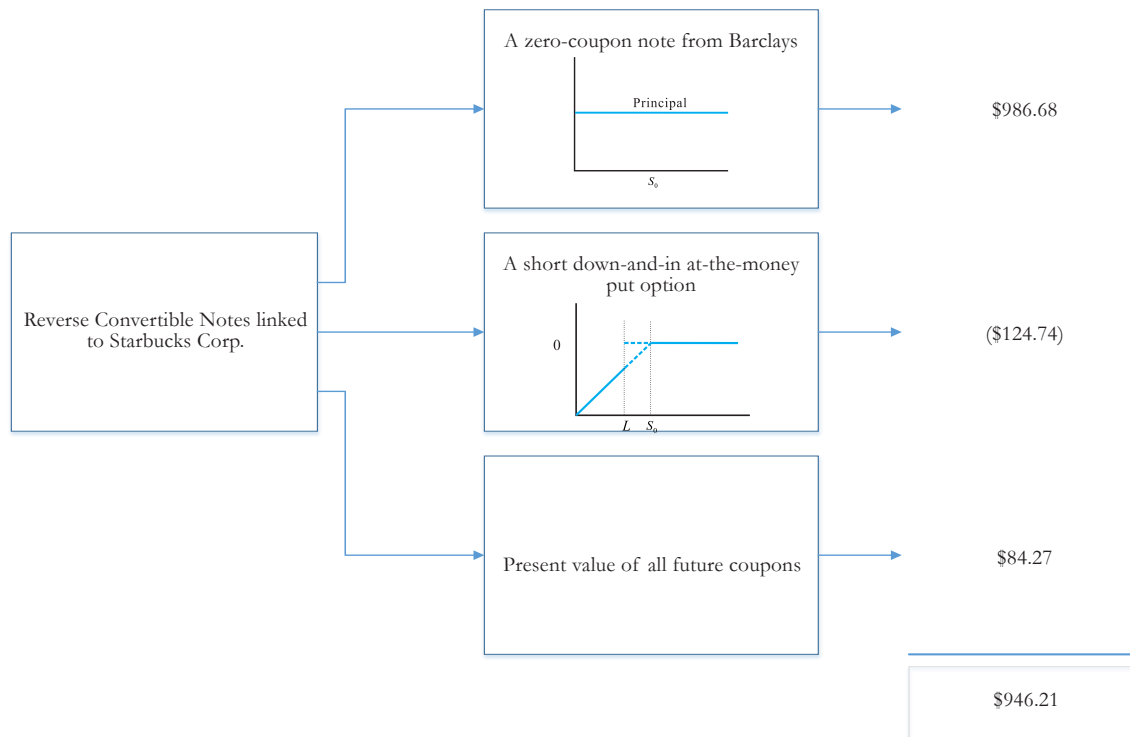 A zero-coupon note from Barclays
Principal
S₀
$986.68
Reverse Convertible Notes linked
to Starbucks Corp.
A short down-and-in at-the-money
put option
0
L S₀
($124.74)
Present value of all future coupons
$84.27
$946.21